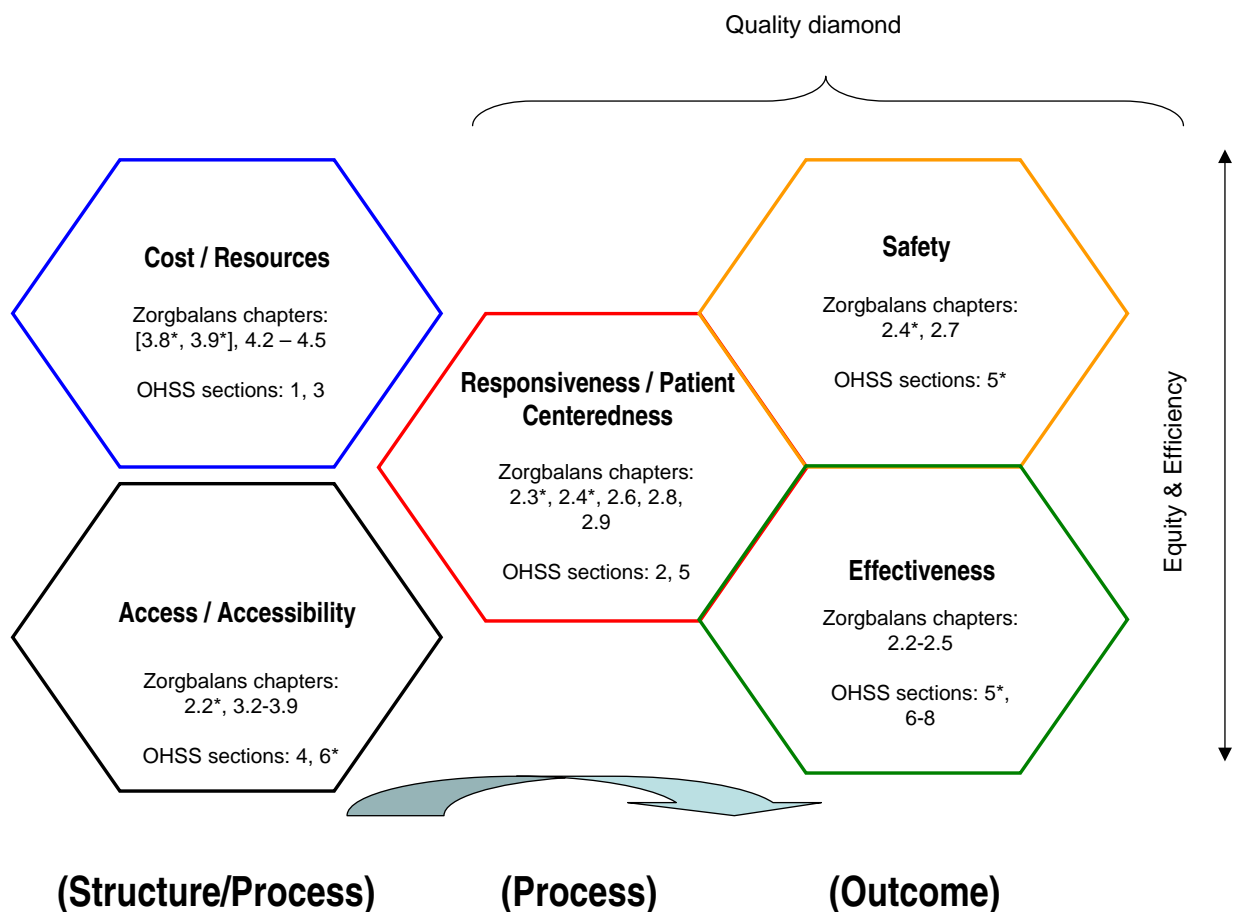 Quality diamond
Cost / Resources
Zorgbalans chapters:
[3.8*, 3.9*], 4.2 – 4.5
OHSS sections: 1, 3
Safety
Zorgbalans chapters:
2.4*, 2.7
OHSS sections: 5*
Responsiveness / Patient
Centeredness
Zorgbalans chapters:
2.3*, 2.4*, 2.6, 2.8,
2.9
OHSS sections: 2, 5
Equity & Efficiency
Access / Accessibility
Zorgbalans chapters:
2.2*, 3.2-3.9
OHSS sections: 4, 6*
Effectiveness
Zorgbalans chapters:
2.2-2.5
OHSS sections: 5*,
6-8
(Structure/Process)
(Process)
(Outcome)